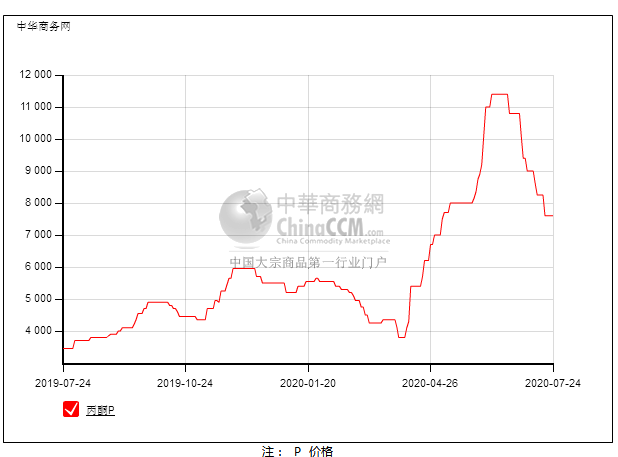 中华商务网
12 000
11 000
10 000
9 000
8 000
7 000
6 000
5 000
4 000
中華商務網
ChinaCCM.com
China Commodity Marketplace
中国大宗商品第一行业门户
2019-07-24
2019-10-24
2020-01-20
2020-04-26
2020-07-24
丙酮P
注： P 价格